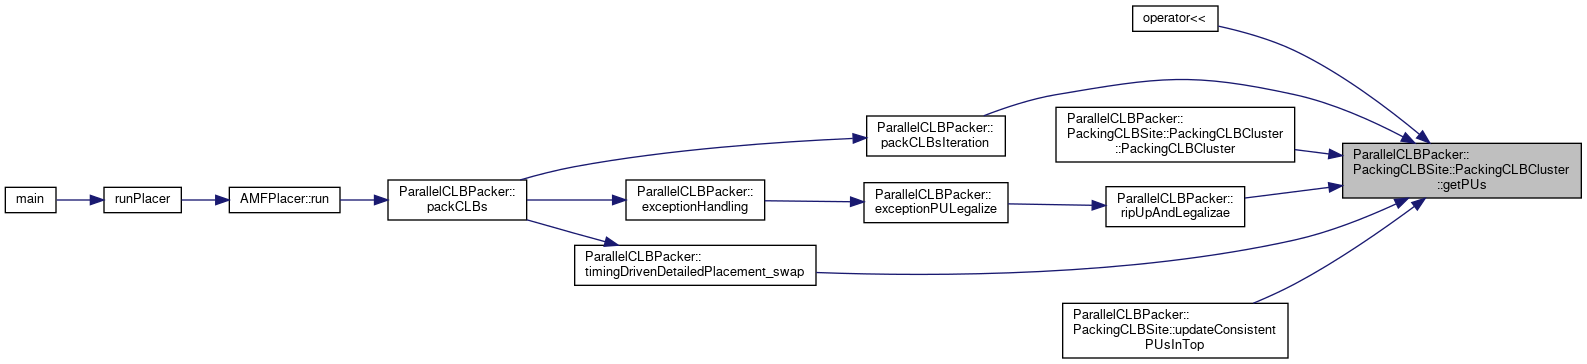 operator<<
ParallelCLBPacker::
packCLBsIteration
ParallelCLBPacker::
PackingCLBSite::PackingCLBCluster
::PackingCLBCluster
ParallelCLBPacker::
PackingCLBSite::PackingCLBCluster
::getPUs
main
runPlacer
AMFPlacer::run
ParallelCLBPacker::
packCLBs
ParallelCLBPacker::
exceptionHandling
ParallelCLBPacker::
exceptionPULegalize
ParallelCLBPacker::
ripUpAndLegalizae
ParallelCLBPacker::
timingDrivenDetailedPlacement_swap
ParallelCLBPacker::
PackingCLBSite::updateConsistent
PUsInTop